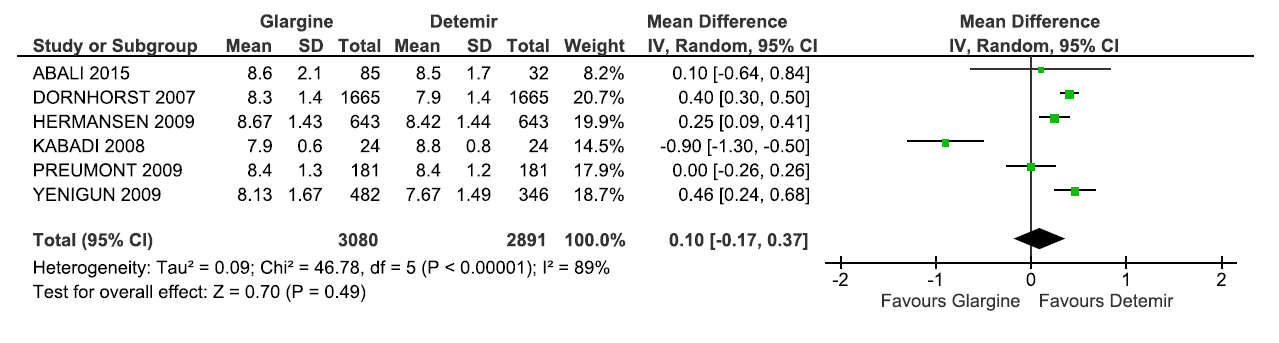 Glargine Detemir Mean Difference Mean Difference
Study or Subgroup Mean SD Total Mean SD Total Weight IV, Random, 95% CI IV, Random, 95% CI
ABALI 2015 8.6 2.1 85 8.5 1.7 32 8.2% 0.10 [-0.64, 0.84]
DORNHORST 2007 8.3 1.4 1665 7.9 1.4 1665 20.7% 0.40 [0.30, 0.50]
HERMANSEN 2009 8.67 1.43 643 8.42 1.44 643 19.9% 0.25 [0.09, 0.41]
KABADI 2008 7.9 0.6 24 8.8 0.8 24 14.5% -0.90 [-1.30, -0.50]
PREUMONT 2009 8.4 1.3 181 8.4 1.2 181 17.9% 0.00 [-0.26, 0.26]
YENIGUN 2009 8.13 1.67 482 7.67 1.49 346 18.7% 0.46 [0.24, 0.68]
Total (95% CI) 3080 2891 100.0% 0.10 [-0.17, 0.37]
Heterogeneity: Tau² = 0.09; Chi² = 46.78, df = 5 (P < 0.00001); I² = 89%
Test for overall effect: Z = 0.70 (P = 0.49)
-2 -1 0 1 2
Favours Glargine Favours Detemir